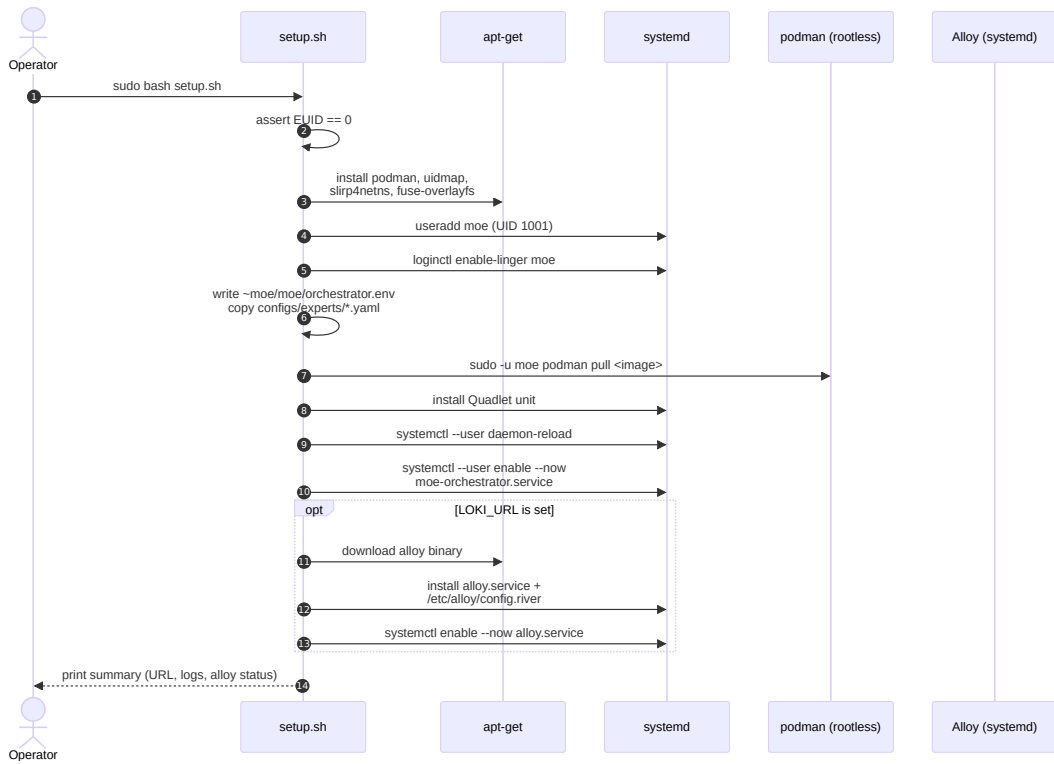 Operator
setup.sh
apt-get
systemd
podman (rootless)
Alloy (systemd)
1
sudo bash setup.sh
2
assert EUID == 0
3
install podman, uidmap,
slirp4netns, fuse-overlayfs
4
useradd moe (UID 1001)
5
loginctl enable-linger moe
6
write ~moe/moe/orchestrator.env
copy configs/experts/*.yaml
7
sudo -u moe podman pull <image>
8
install Quadlet unit
9
systemctl --user daemon-reload
10
systemctl --user enable --now
moe-orchestrator.service
opt
[LOKI_URL is set]
11
download alloy binary
12
install alloy.service +
/etc/alloy/config.river
13
systemctl enable --now alloy.service
14
print summary (URL, logs, alloy status)
Operator
setup.sh
apt-get
systemd
podman (rootless)
Alloy (systemd)